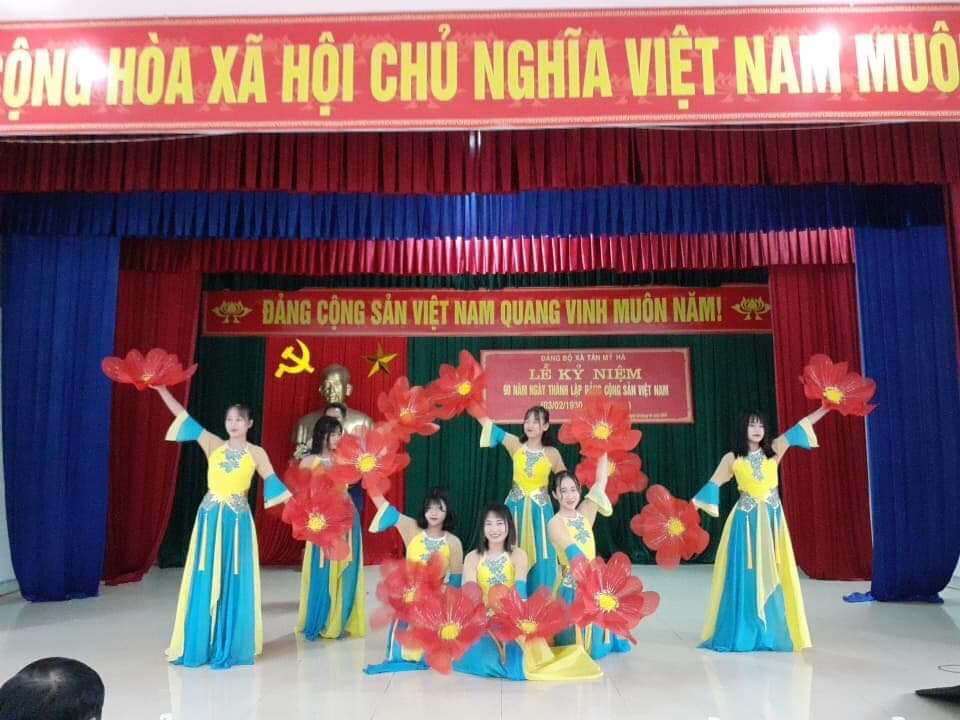 CỘNG HÒA XÃ HỘI CHỦ NGHĨA VIỆT NAM MUÔN
ĐẢNG CỘNG SẢN VIỆT NAM QUANG VINH MUÔN NĂM!
ĐẢNG BỘ XÃ TÂN MỸ HÀ
LỄ KỶ NIỆM
90 NĂM NGÀY THÀNH LẬP ĐẢNG CỘNG SẢN VIỆT NAM
(03/02/1930